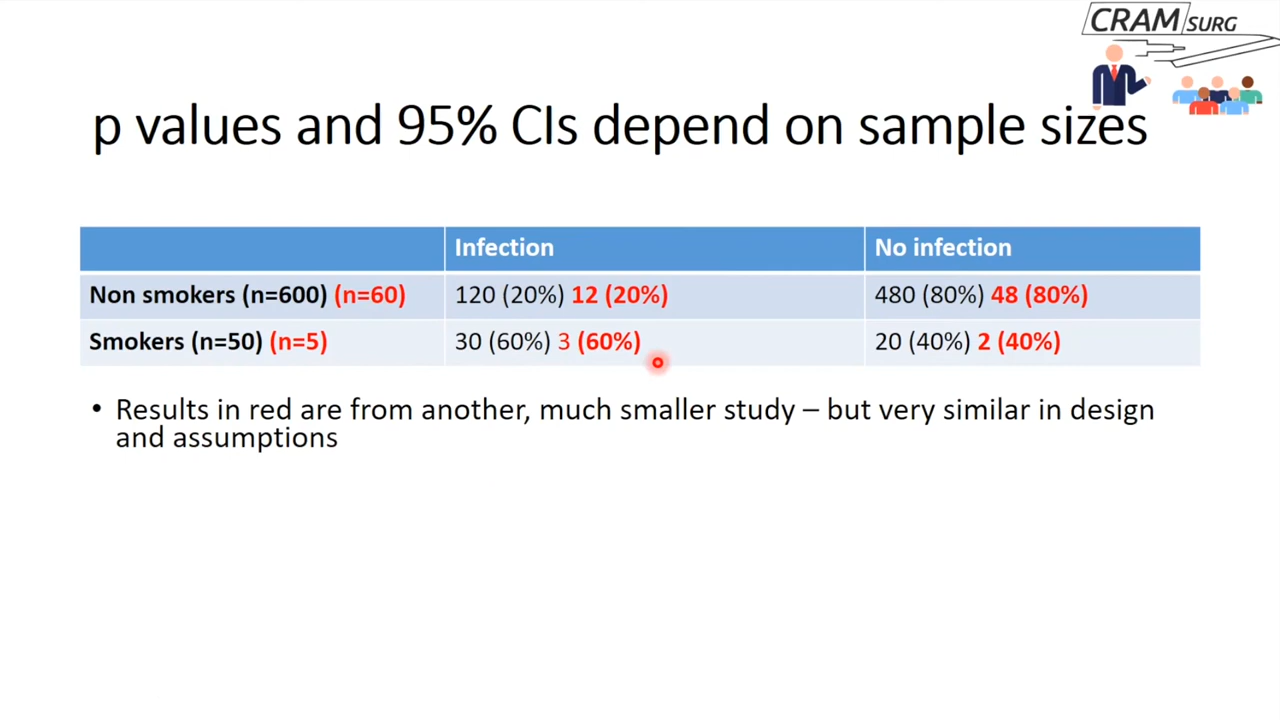 CRAM SURG
p values and 95% CIs depend on sample sizes
Infection
No infection
Non smokers (n=600) (n=60)
120 (20%) 12 (20%)
480 (80%) 48 (80%)
Smokers (n=50) (n=5)
30 (60%) 3 (60%)
20 (40%) 2 (40%)
• Results in red are from another, much smaller study – but very similar in design
and assumptions